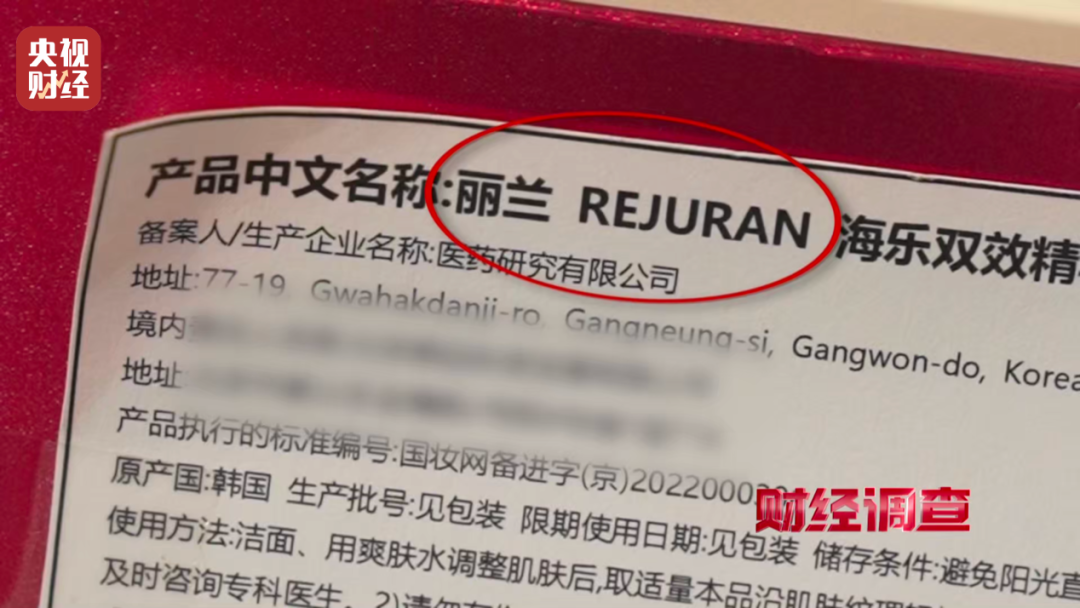 央视
财经
产品中文名称:丽兰 REJURAN 海乐双效精
备案人/生产企业名称:医药研究有限公司
地址:77-19, Gwahakdanji-ro, Gangneung-si, Gangwon-do, Korea
境内
地址
产品执行的标准编号:国妆网备进字(京)202200030
财经调查
原产国:韩国 生产批号:见包装 限期使用日期:见包装 储存条件:避免阳光直
使用方法:洁面、用爽肤水调整肌肤后,取适量本品沿肌肤纹理
及时咨询专科医生。2)请勿在